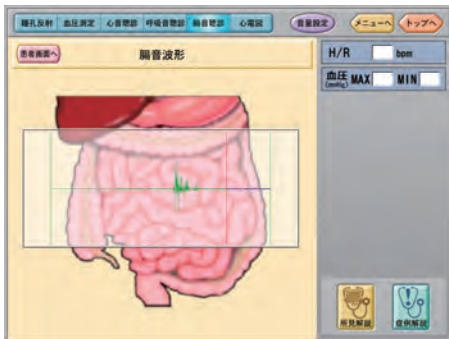 瞳孔反射 血圧測定 心音聴診 呼吸音聴診 腸音聴診 心電図 音量設定 メニューへ トップへ
患者画面へ 腸音波形
H/R bpm
血圧 (mmHg) MAX MIN
所見解説 症例解説